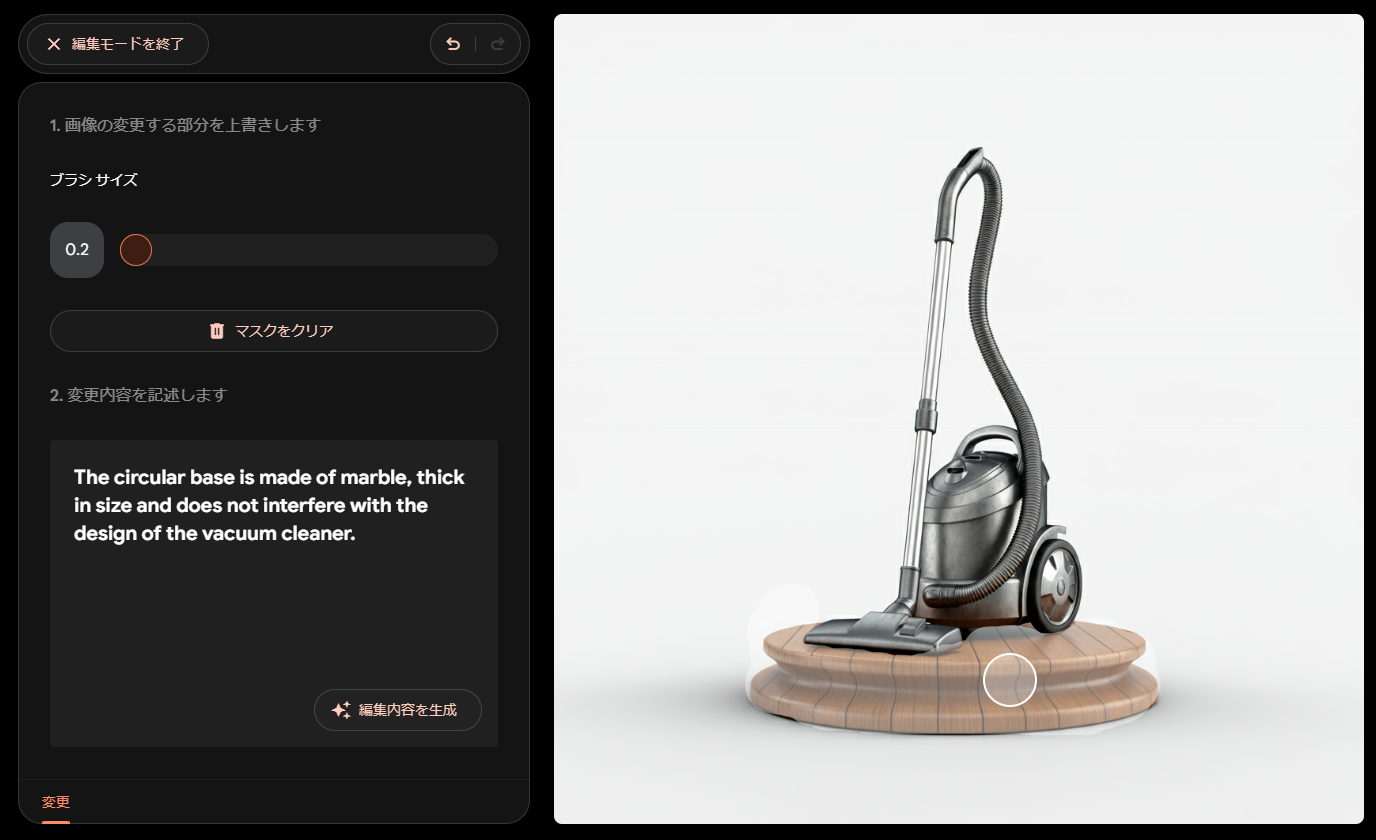 編集モードを終了
1. 画像の変更する部分を上書きします
ブラシ サイズ
0.2
マスクをクリア
2. 変更内容を記述します
The circular base is made of marble, thick
in size and does not interfere with the
design of the vacuum cleaner.
編集内容を生成
変更